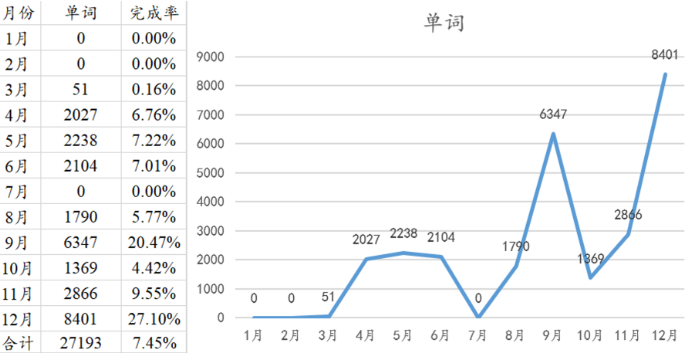 月份 单词 完成率
1月 0 0.00%
2月 0 0.00%
3月 51 0.16%
4月 2027 6.76%
5月 2238 7.22%
6月 2104 7.01%
7月 0 0.00%
8月 1790 5.77%
9月 6347 20.47%
10月 1369 4.42%
11月 2866 9.55%
12月 8401 27.10%
合计 27193 7.45%
单词
9000
8000
7000
6000
5000
4000
3000
2000
1000
0
0 0 51 2027 2238 2104 0 1790 6347 1369 2866 8401
1月 2月 3月 4月 5月 6月 7月 8月 9月 10月 11月 12月